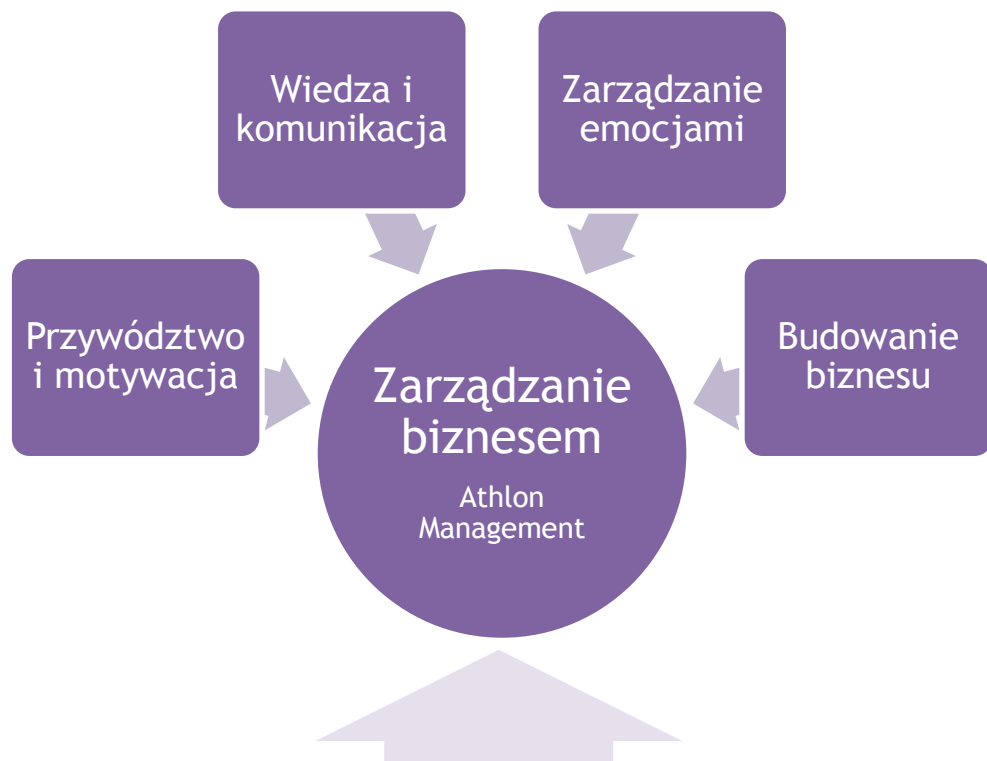 Wiedza i
komunikacja
Zarządzanie
emocjami
Przywództwo
i motywacja
Budowanie
biznesu
Zarządzanie
biznesem
Athlon
Management